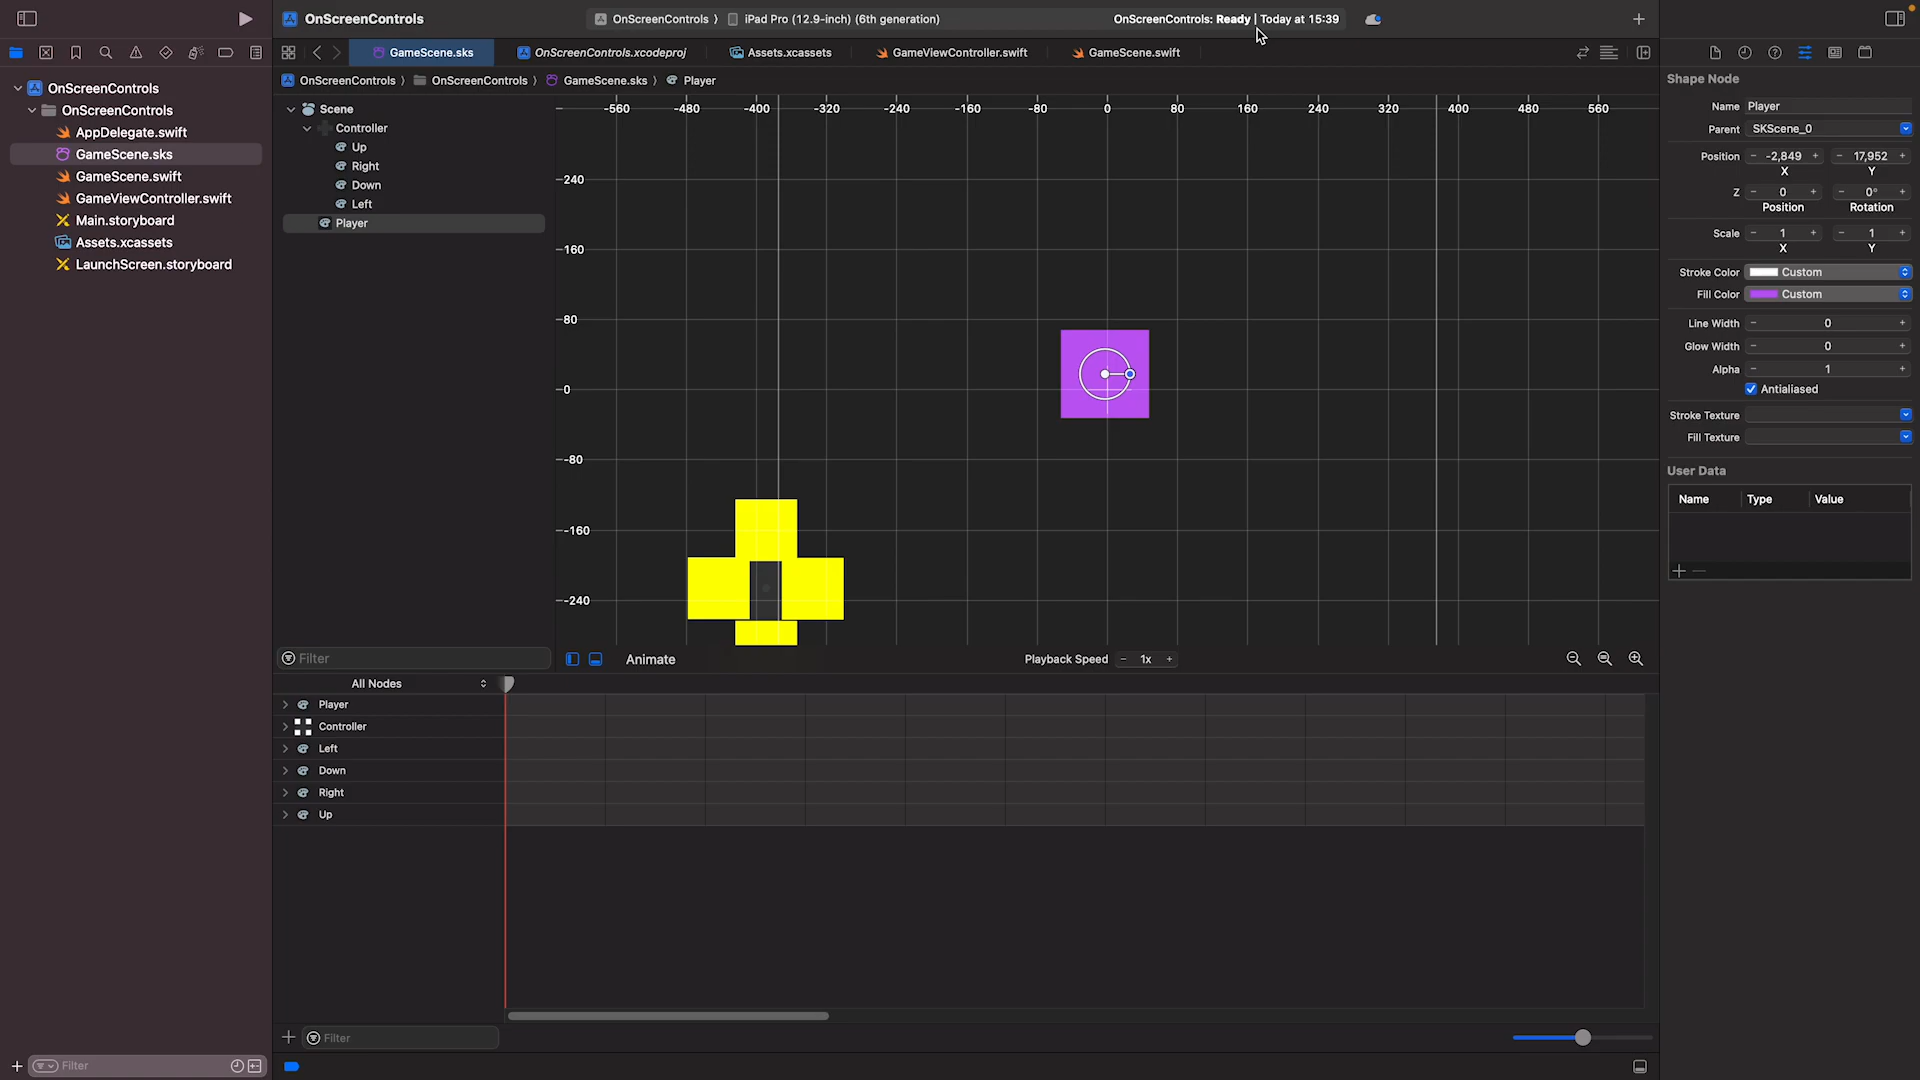 OnScreenControls
OnScreenControls ⟩ iPad Pro (12.9-inch) (6th generation)
OnScreenControls: Ready | Today at 15:39
GameScene.sks
OnScreenControls.xcodeproj
Assets.xcassets
GameViewController.swift
GameScene.swift
OnScreenControls ⟩ OnScreenControls ⟩ GameScene.sks ⟩ Player
OnScreenControls
OnScreenControls
AppDelegate.swift
GameScene.sks
GameScene.swift
GameViewController.swift
Main.storyboard
Assets.xcassets
LaunchScreen.storyboard
Filter
Scene
Controller
Up
Right
Down
Left
Player
Filter
-560 -480 -400 -320 -240 -160 -80 0 80 160 240 320 400 480 560
240
160
80
0
-80
-160
-240
Animate
Playback Speed − 1x +
All Nodes
Player
Controller
Left
Down
Right
Up
Filter
Shape Node
Name Player
Parent SKScene_0
Position − -2,849 + − 17,952 +
X Y
Z − 0 + − 0° +
Position Rotation
Scale − 1 + − 1 +
X Y
Stroke Color Custom
Fill Color Custom
Line Width − 0 +
Glow Width − 0 +
Alpha − 1 +
Antialiased
Stroke Texture
Fill Texture
User Data
Name Type Value